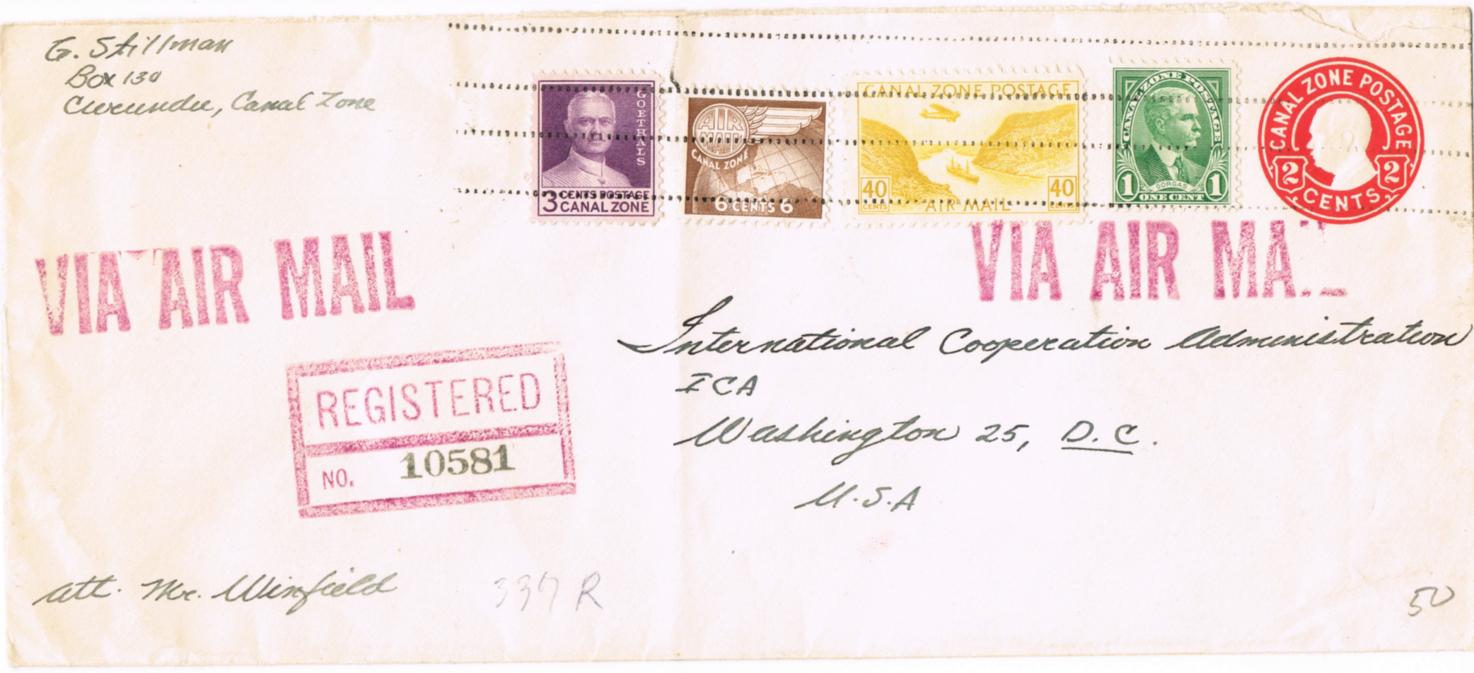 G. Stillman
Box 130
Curundu, Canal Zone
GOETHALS
3 CENTS POSTAGE
CANAL ZONE
AIR
MAIL
CANAL ZONE
6 CENTS 6
CANAL ZONE POSTAGE
40 CENTS
40
AIR MAIL
CANAL ZONE POSTAGE
GORGAS
1 1
ONE CENT
CANAL ZONE POSTAGE
2 2
CENTS
VIA AIR MAIL
VIA AIR MA
International Cooperation Administration
ICA
Washington 25, D.C.
U.S.A
REGISTERED
NO. 10581
att. Mr. Winfield
337 R
50